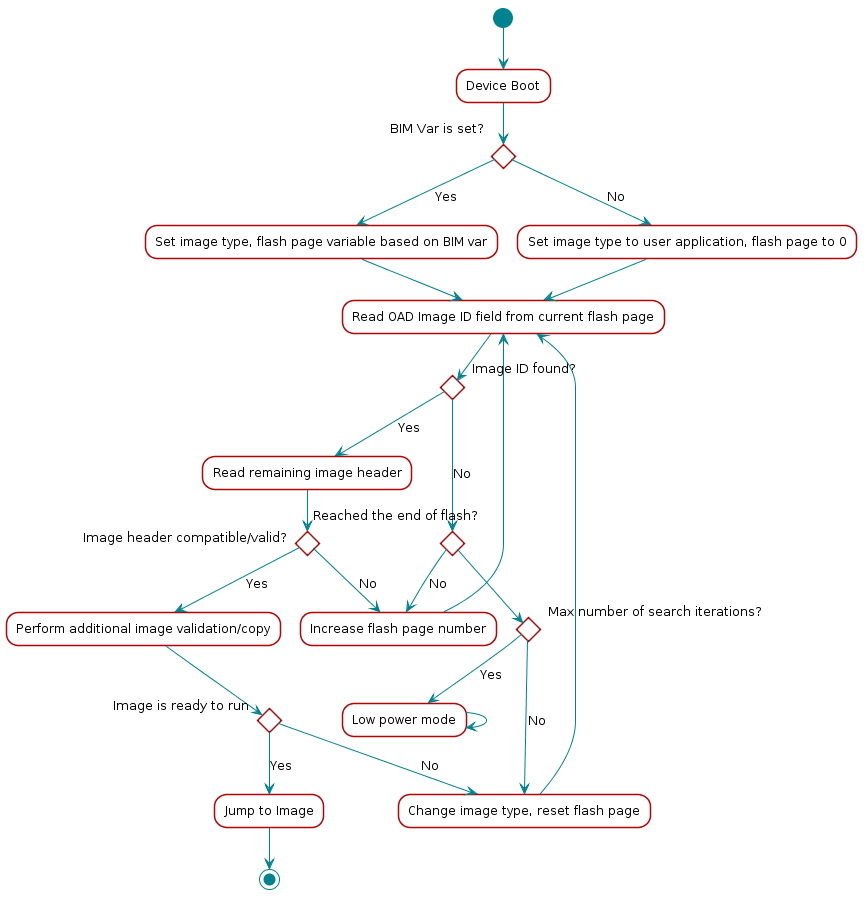 Device Boot
BIM Var is set?
Yes
No
Set image type, flash page variable based on BIM var
Set image type to user application, flash page to 0
Read OAD Image ID field from current flash page
Image ID found?
Yes
Read remaining image header
No
Reached the end of flash?
Image header compatible/valid?
Yes
No
No
Max number of search iterations?
Perform additional image validation/copy
Increase flash page number
Yes
Image is ready to run
Low power mode
No
Yes
No
Jump to Image
Change image type, reset flash page